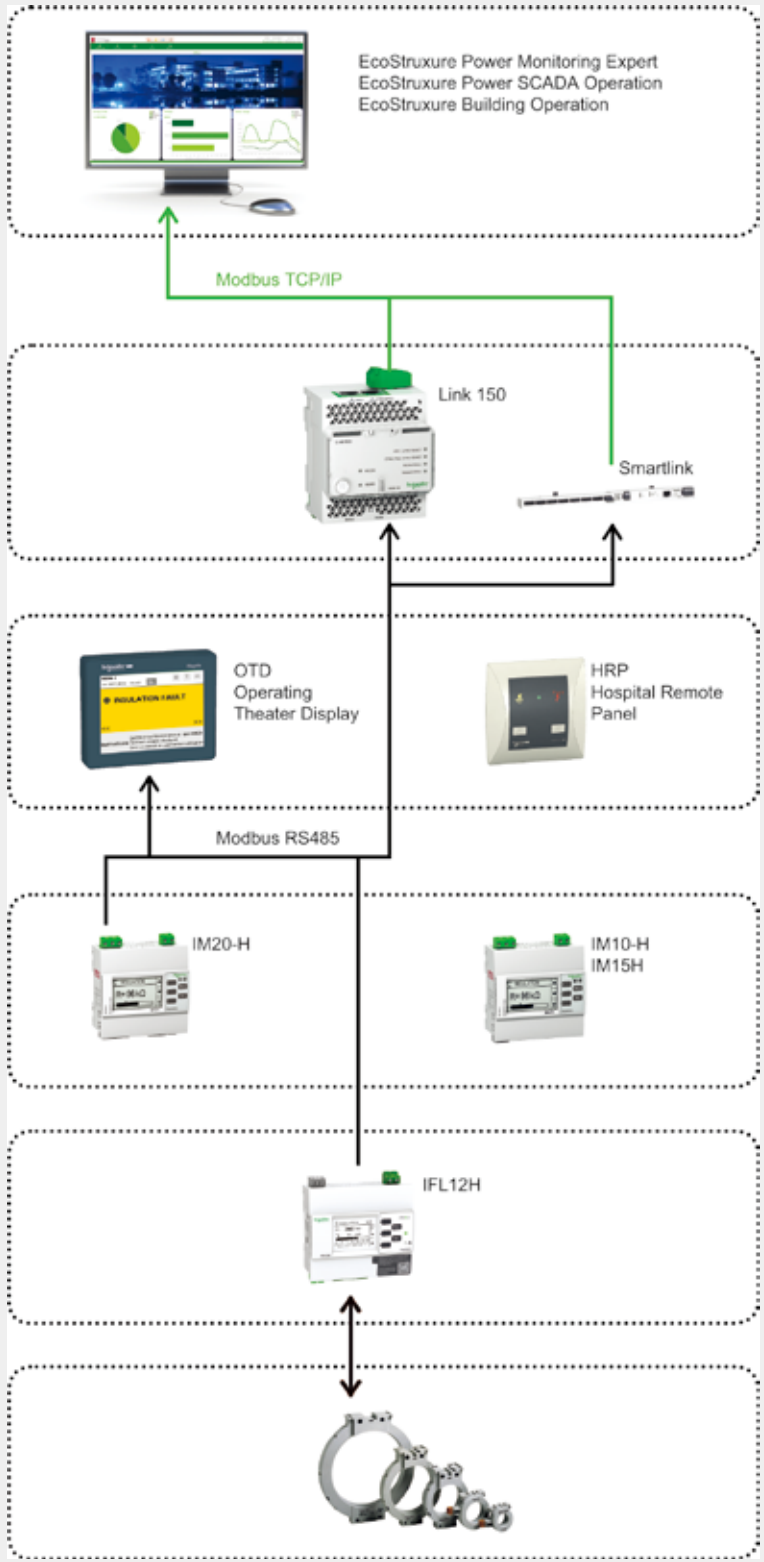 EcoStruxure Power Monitoring Expert
EcoStruxure Power SCADA Operation
EcoStruxure Building Operation
Modbus TCP/IP
Link 150
Smartlink
INSULATION FAULT
OTD
Operating
Theater Display
HRP
Hospital Remote
Panel
Modbus RS485
IM20-H
IM10-H
IM15H
IFL12H